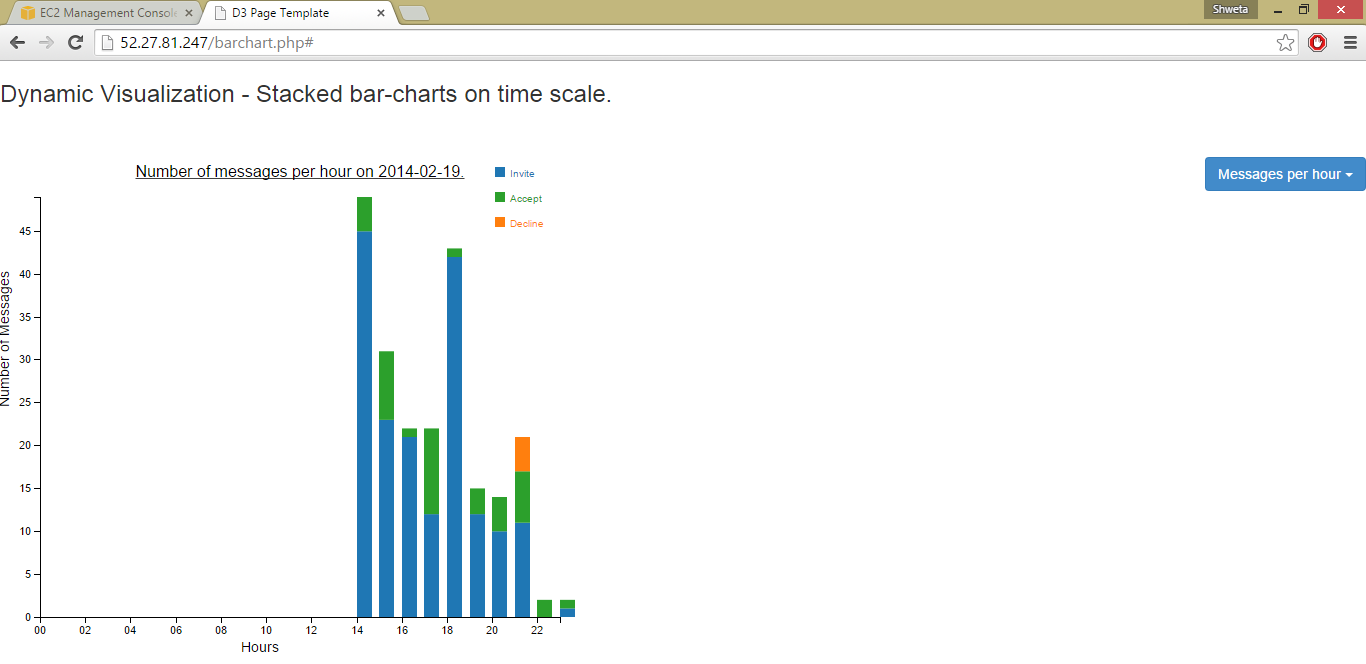 EC2 Management Consol
D3 Page Template
Shweta
52.27.81.247/barchart.php#
Dynamic Visualization - Stacked bar-charts on time scale.
Number of messages per hour on 2014-02-19.
Invite
Accept
Decline
Messages per hour
Number of Messages
45
40
35
30
25
20
15
10
5
0
00 02 04 06 08 10 12 14 16 18 20 22
Hours